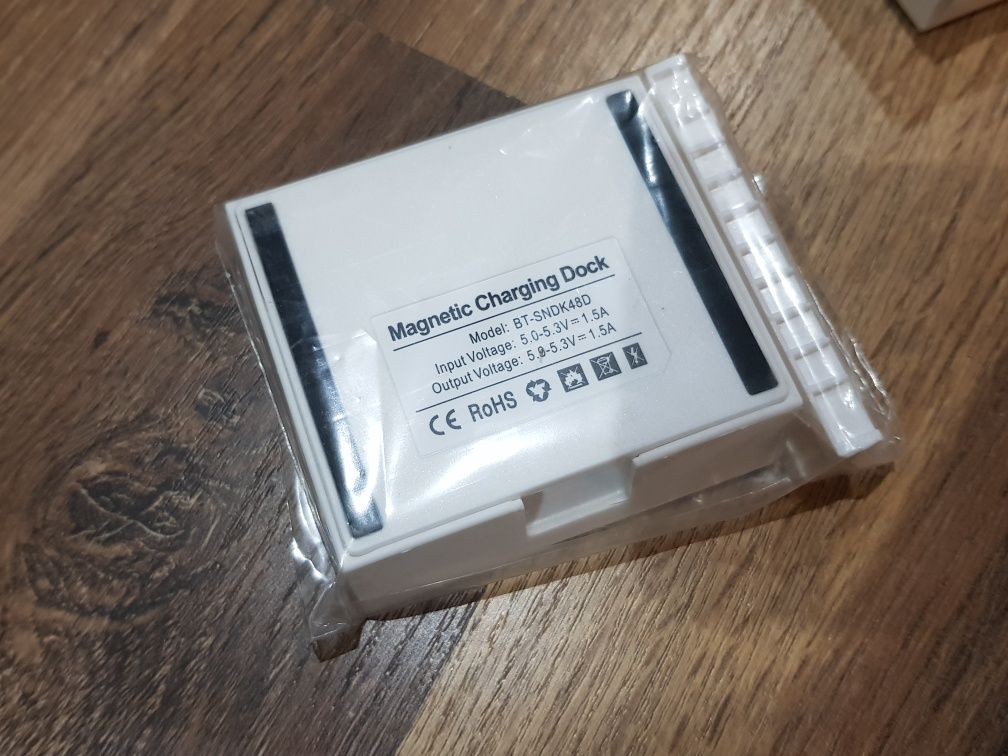 Magnetic Charging Dock
Model: BT-SNDK48D
Input Voltage: 5.0-5.3V⎓1.5A
Output Voltage: 5.0-5.3V⎓1.5A
CE RoHS